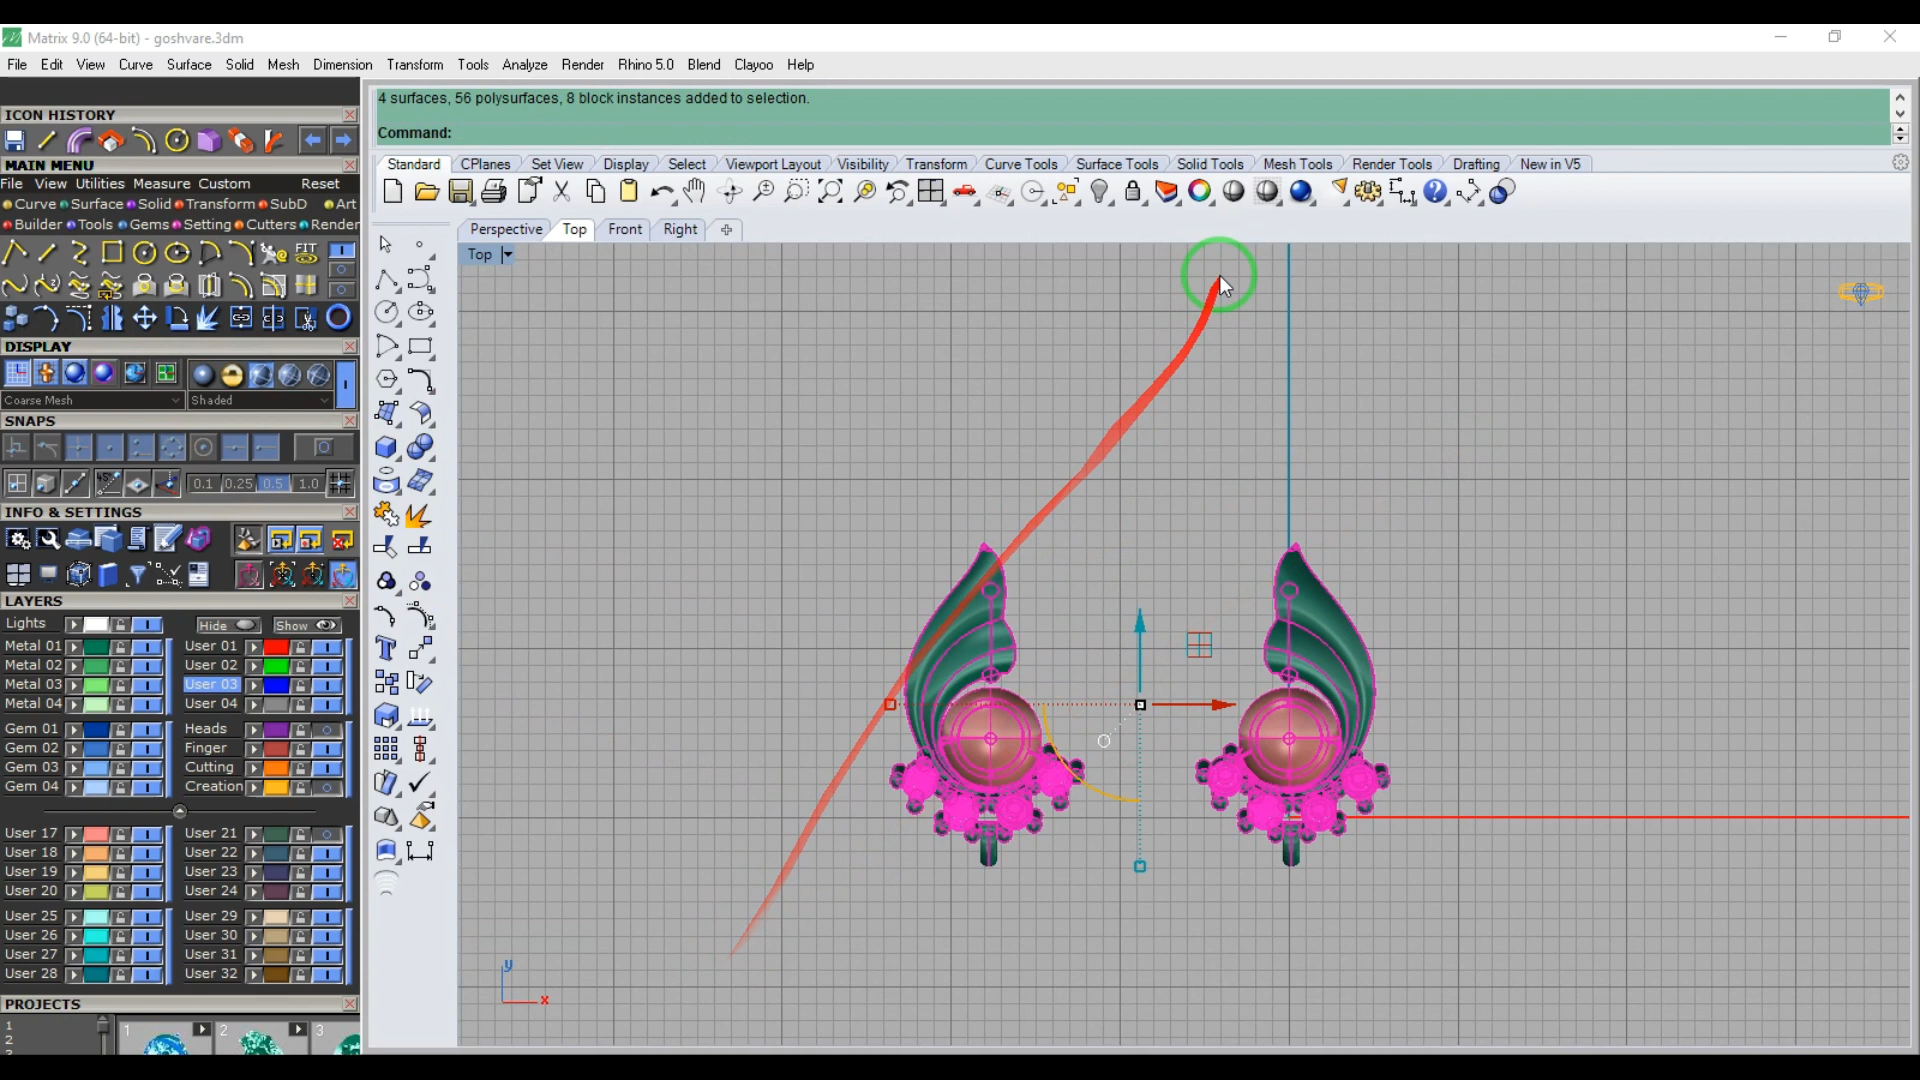 Matrix 9.0 (64-bit) - goshvare.3dm
File Edit View Curve Surface Solid Mesh Dimension Transform Tools Analyze Render Rhino 5.0 Blend Clayoo Help
ICON HISTORY
4 surfaces, 56 polysurfaces, 8 block instances added to selection.
Command:
MAIN MENU
File View Utilities Measure Custom Reset
Curve Surface Solid Transform SubD Art
Builder Tools Gems Setting Cutters Render
FIT
Standard CPlanes Set View Display Select Viewport Layout Visibility Transform Curve Tools Surface Tools Solid Tools Mesh Tools Render Tools Drafting New in V5
Perspective Top Front Right
Top
DISPLAY
Coarse Mesh Shaded
SNAPS
45°
0.1 0.25 0.5 1.0
INFO & SETTINGS
LAYERS
Lights Hide Show
Metal 01 User 01
Metal 02 User 02
Metal 03 User 03
Metal 04 User 04
Gem 01 Heads
Gem 02 Finger
Gem 03 Cutting
Gem 04 Creation
User 17 User 21
User 18 User 22
User 19 User 23
User 20 User 24
User 25 User 29
User 26 User 30
User 27 User 31
User 28 User 32
PROJECTS
1
2
1 2 3
y
x